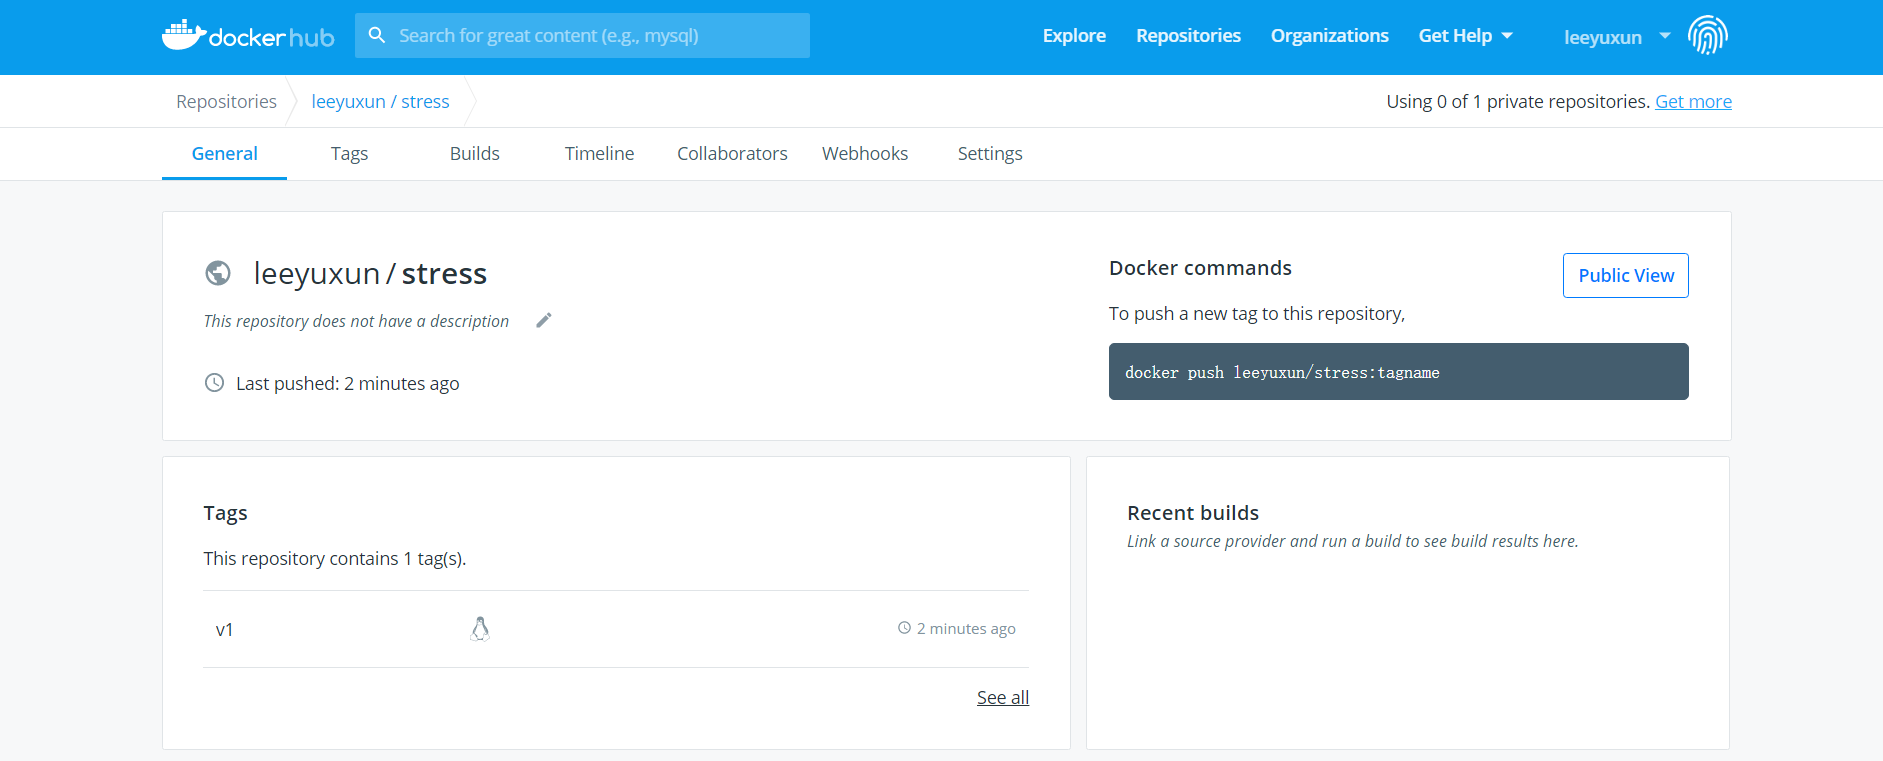 docker hub
Search for great content (e.g., mysql)
Explore
Repositories
Organizations
Get Help
leeyuxun
Repositories
leeyuxun / stress
Using 0 of 1 private repositories. Get more
General
Tags
Builds
Timeline
Collaborators
Webhooks
Settings
leeyuxun / stress
This repository does not have a description
Last pushed: 2 minutes ago
Docker commands
Public View
To push a new tag to this repository,
docker push leeyuxun/stress:tagname
Tags
This repository contains 1 tag(s).
v1
2 minutes ago
See all
Recent builds
Link a source provider and run a build to see build results here.